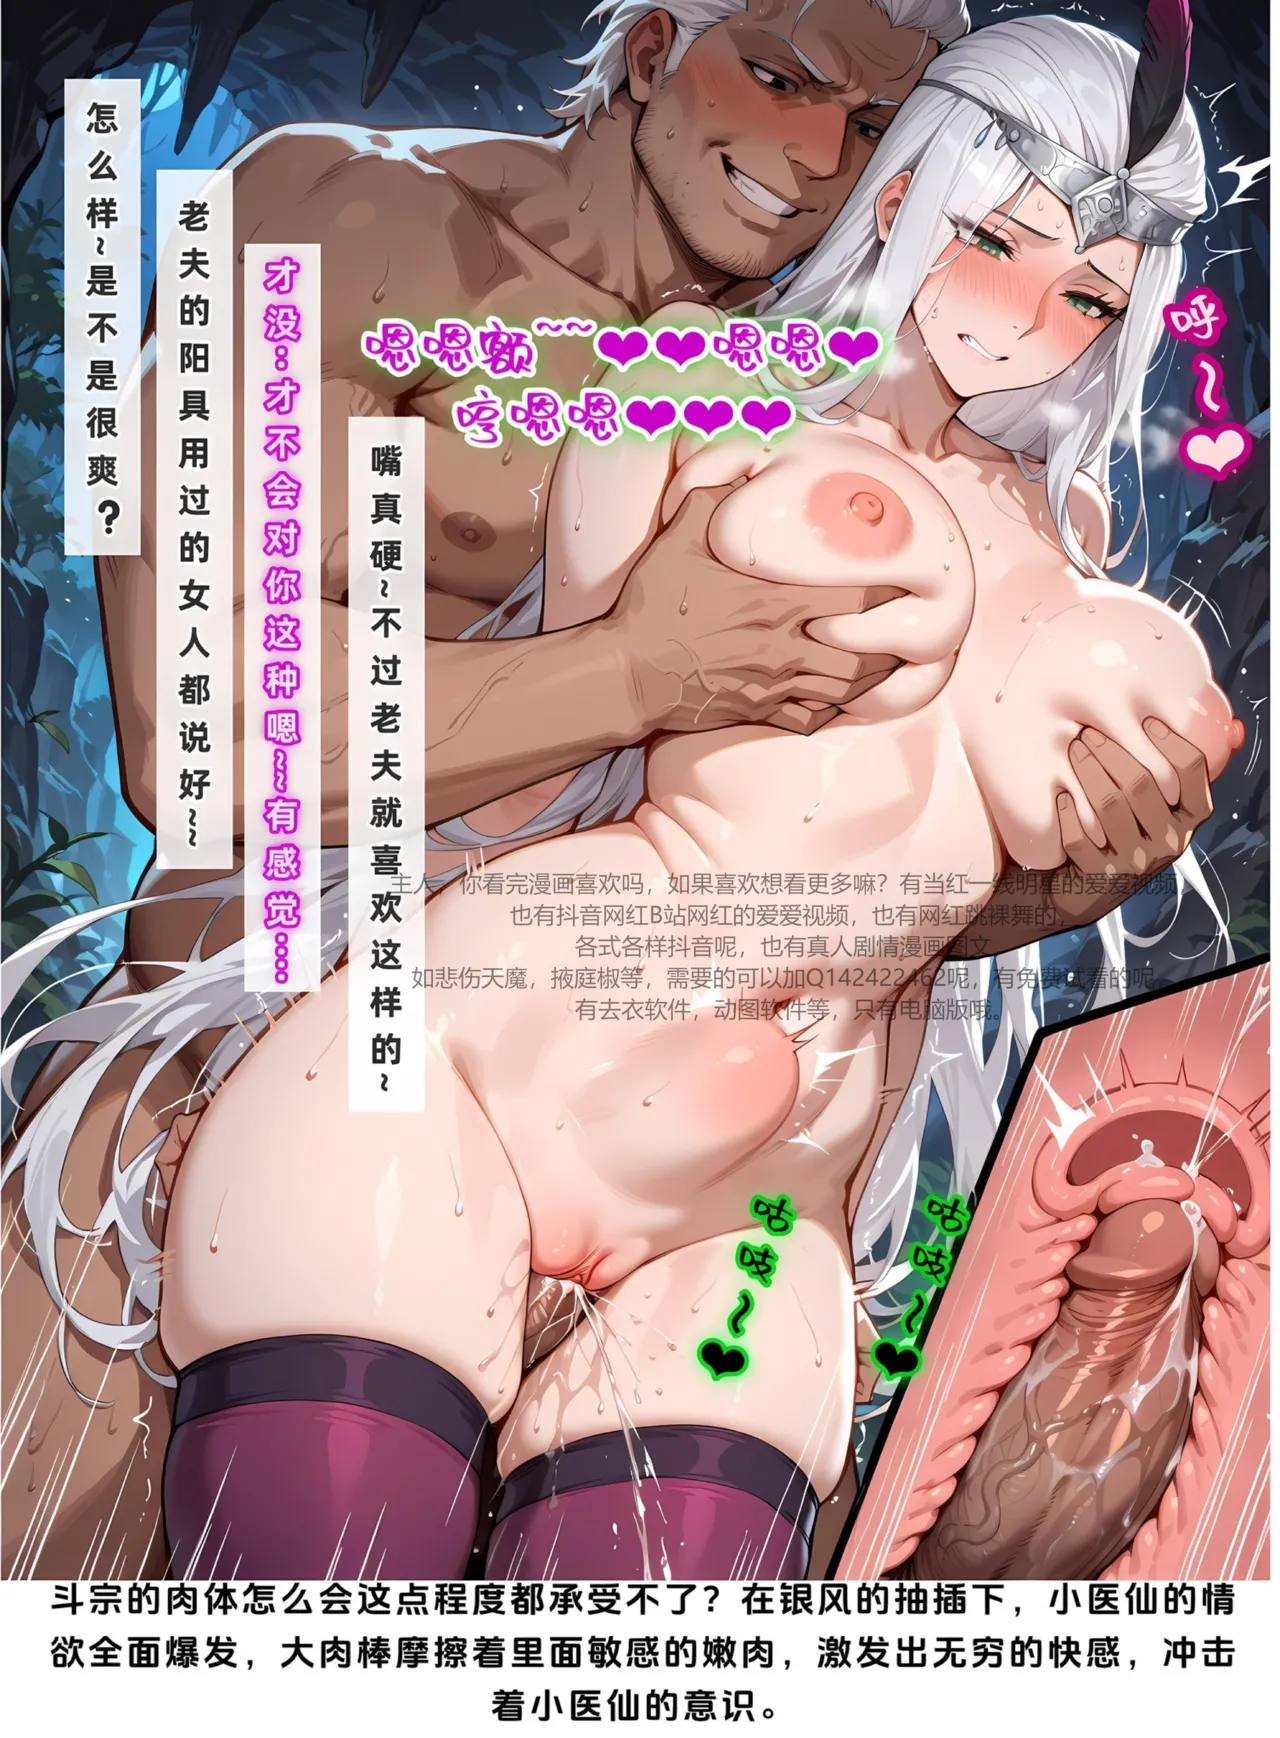 怎么样~是不是很爽？
老夫的阳具用过的女人都说好~~
才没…才不会对你这种嗯~~有感觉……
嘴真硬~不过老夫就喜欢这样的~
嗯嗯额~~❤❤嗯嗯❤
哼嗯嗯❤❤❤
呼~❤
主人，你看完漫画喜欢吗，如果喜欢想看更多嘛？有当红一线明星的爱爱视频，
也有抖音网红B站网红的爱爱视频，也有网红跳裸舞的，
各式各样抖音呢，也有真人剧情漫画图文
如悲伤天魔，掖庭椒等，需要的可以加Q142422462呢，有免费试看的呢，
有去衣软件，动图软件等，只有电脑版哦。
咕吱~❤
咕吱~❤
斗宗的肉体怎么会这点程度都承受不了？在银风的抽插下，小医仙的情
欲全面爆发，大肉棒摩擦着里面敏感的嫩肉，激发出无穷的快感，冲击
着小医仙的意识。